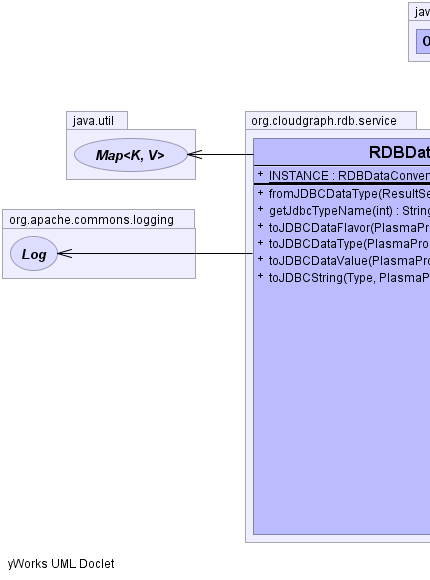 jav
O
java.util
Map<K, V>
org.cloudgraph.rdb.service
RDBDat
+ INSTANCE : RDBDataConver
+ fromJDBCDataType(ResultSe
+ getJdbcTypeName(int) : String
+ toJDBCDataFlavor(PlasmaPr
+ toJDBCDataType(PlasmaPro
+ toJDBCDataValue(PlasmaPro
+ toJDBCString(Type, PlasmaP
org.apache.commons.logging
Log
yWorks UML Doclet